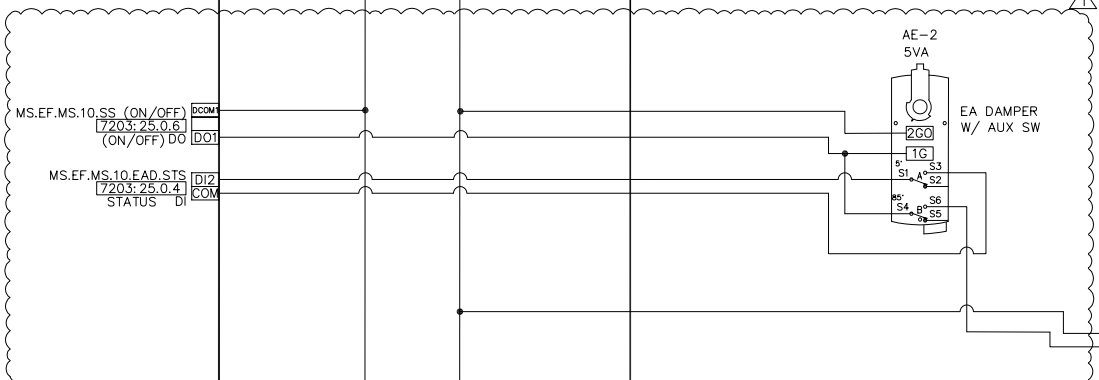 1
AE-2
5VA
MS.EF.MS.10.SS (ON/OFF) DCOM1
7203:25.0.6
(ON/OFF) DO DO1
EA DAMPER
W/ AUX SW
2GO
1G
MS.EF.MS.10.EAD.STS DI2
7203:25.0.4 COM
STATUS DI
5° S3
S1 A S2
85° S6
S4 B S5